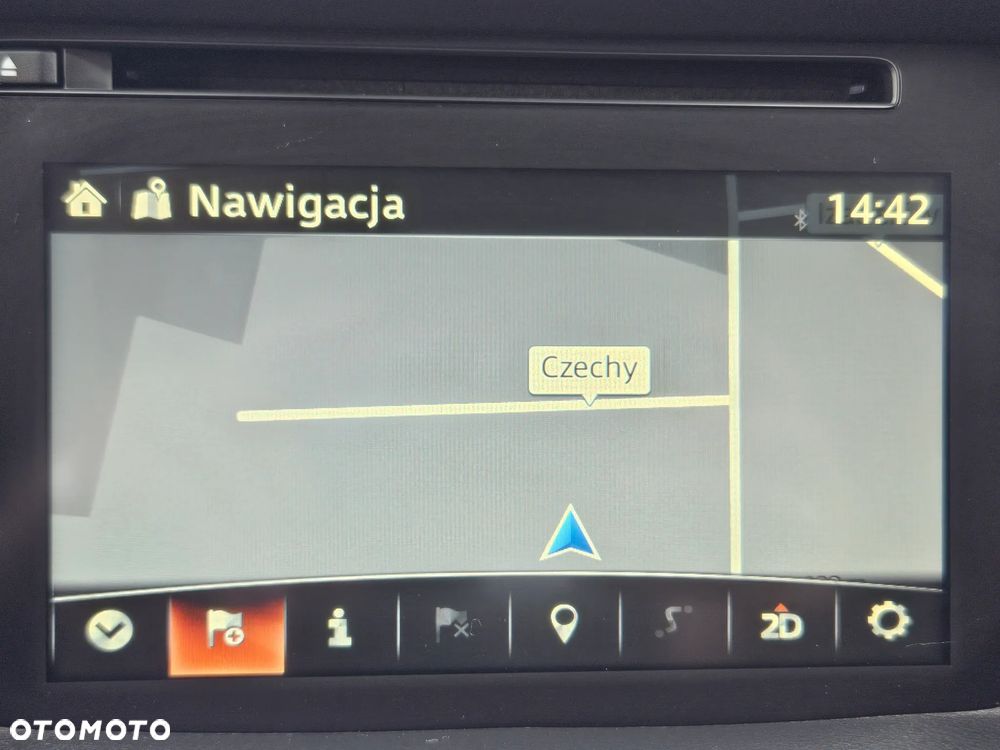 Nawigacja
14:42
Czechy
2D
OTOMOTO